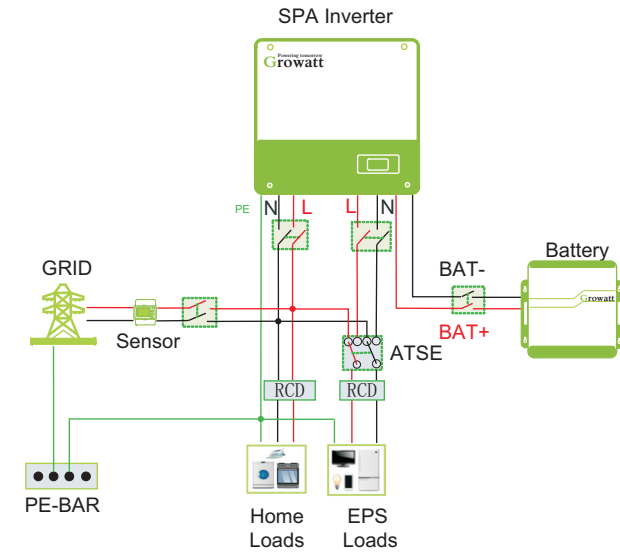 SPA Inverter
Powering tomorrow
Growatt
PE
N
L
L
N
GRID
Sensor
BAT-
BAT+
Battery
Growatt
ATSE
RCD
RCD
PE-BAR
Home
Loads
EPS
Loads